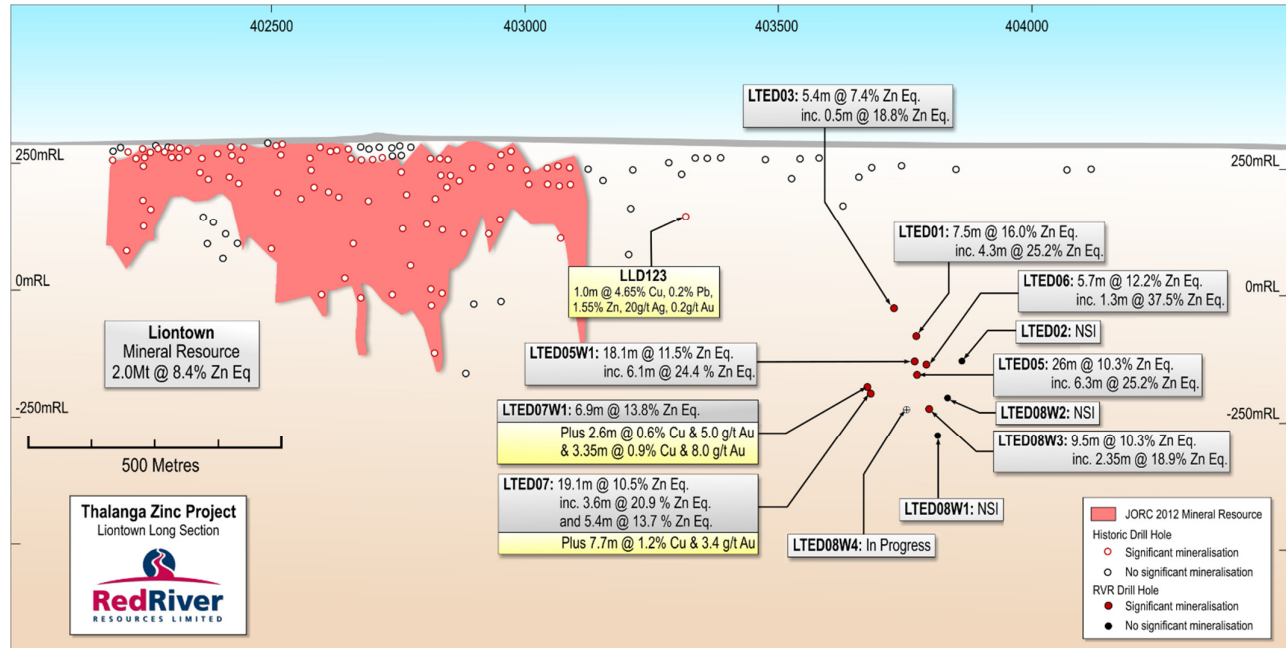 402500
403000
403500
404000
LTED03: 5.4m @ 7.4% Zn Eq.
inc. 0.5m @ 18.8% Zn Eq.
250mRL
250mRL
LTED01: 7.5m @ 16.0% Zn Eq.
inc. 4.3m @ 25.2% Zn Eq.
LLD123
1.0m @ 4.65% Cu, 0.2% Pb,
1.55% Zn, 20g/t Ag, 0.2g/t Au
LTED06: 5.7m @ 12.2% Zn Eq.
inc. 1.3m @ 37.5% Zn Eq.
0mRL
0mRL
Liontown
Mineral Resource
2.0Mt @ 8.4% Zn Eq
LTED02: NSI
LTED05W1: 18.1m @ 11.5% Zn Eq.
inc. 6.1m @ 24.4 % Zn Eq.
LTED05: 26m @ 10.3% Zn Eq.
inc. 6.3m @ 25.2% Zn Eq.
-250mRL
-250mRL
LTED07W1: 6.9m @ 13.8% Zn Eq.
Plus 2.6m @ 0.6% Cu & 5.0 g/t Au
& 3.35m @ 0.9% Cu & 8.0 g/t Au
LTED08W2: NSI
LTED08W3: 9.5m @ 10.3% Zn Eq.
inc. 2.35m @ 18.9% Zn Eq.
500 Metres
LTED07: 19.1m @ 10.5% Zn Eq.
inc. 3.6m @ 20.9 % Zn Eq.
and 5.4m @ 13.7 % Zn Eq.
Plus 7.7m @ 1.2% Cu & 3.4 g/t Au
LTED08W1: NSI
LTED08W4: In Progress
Thalanga Zinc Project
Liontown Long Section
RedRiver
RESOURCES LIMITED
JORC 2012 Mineral Resource
Historic Drill Hole
Significant mineralisation
No significant mineralisation
RVR Drill Hole
Significant mineralisation
No significant mineralisation